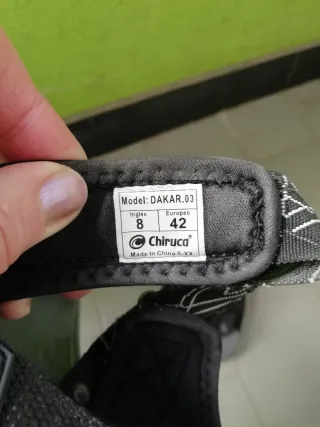 Model: DAKAR.03
Ingles Europeo
8 42
Chiruca®
Made in China S-XX